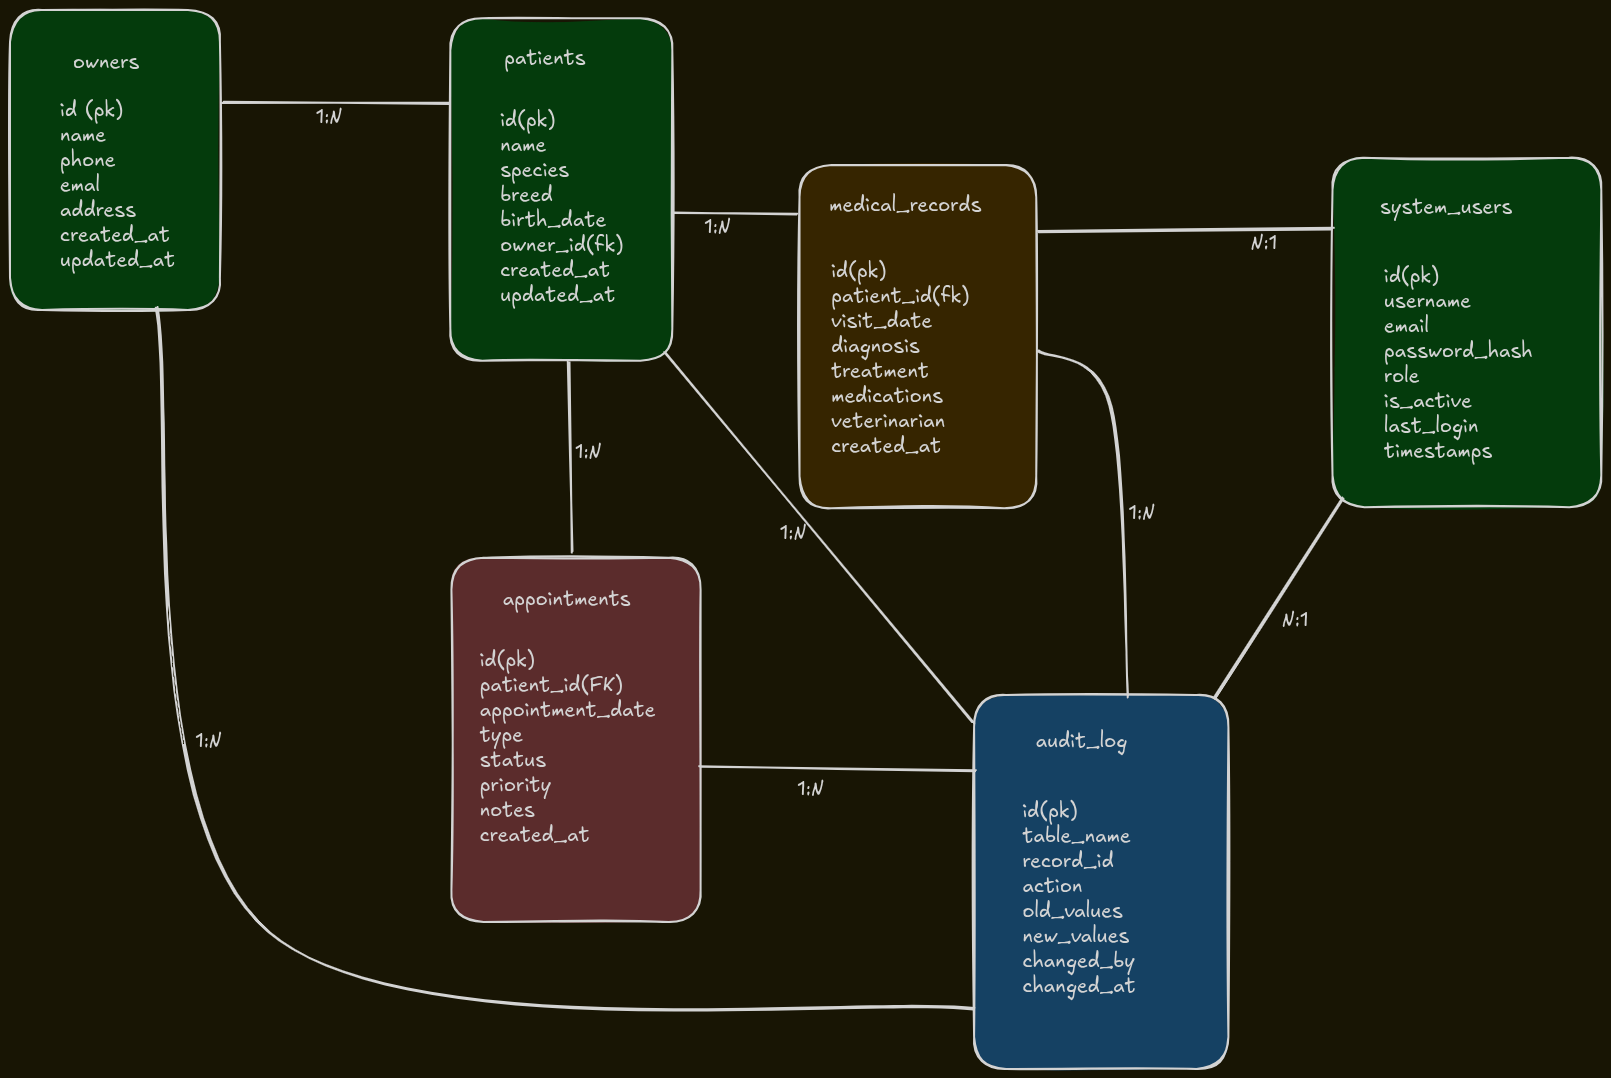 owners
id (pk)
name
phone
emal
address
created_at
updated_at
1:N
patients
id(pk)
name
species
breed
birth_date
owner_id(fk)
created_at
updated_at
1:N
medical_records
id(pk)
patient_id(fk)
visit_date
diagnosis
treatment
medications
veterinarian
created_at
N:1
system_users
id(pk)
username
email
password_hash
role
is_active
last_login
timestamps
1:N
1:N
1:N
N:1
appointments
id(pk)
patient_id(FK)
appointment_date
type
status
priority
notes
created_at
1:N
1:N
audit_log
id(pk)
table_name
record_id
action
old_values
new_values
changed_by
changed_at